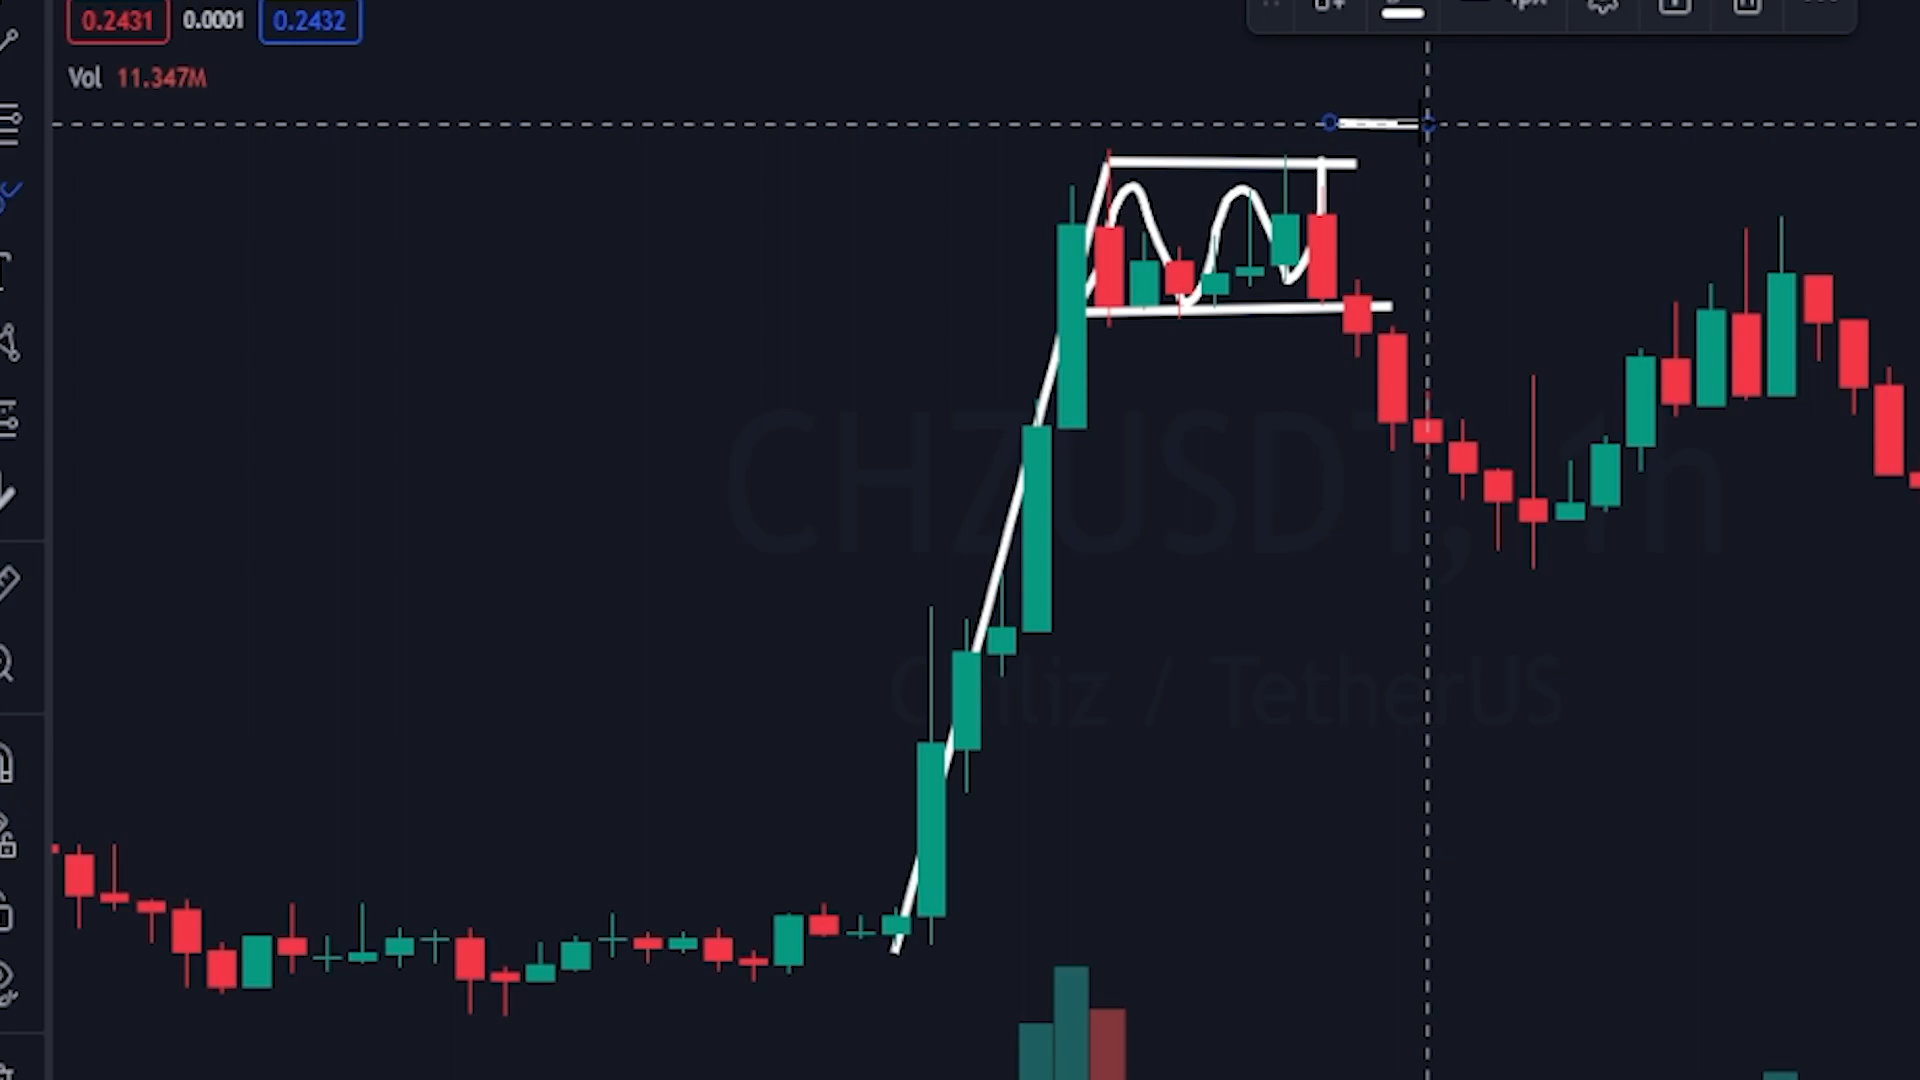 0.2431 0.0001 0.2432
Vol 11.347M
CHZUSDT, 1h
Chiliz / TetherUS